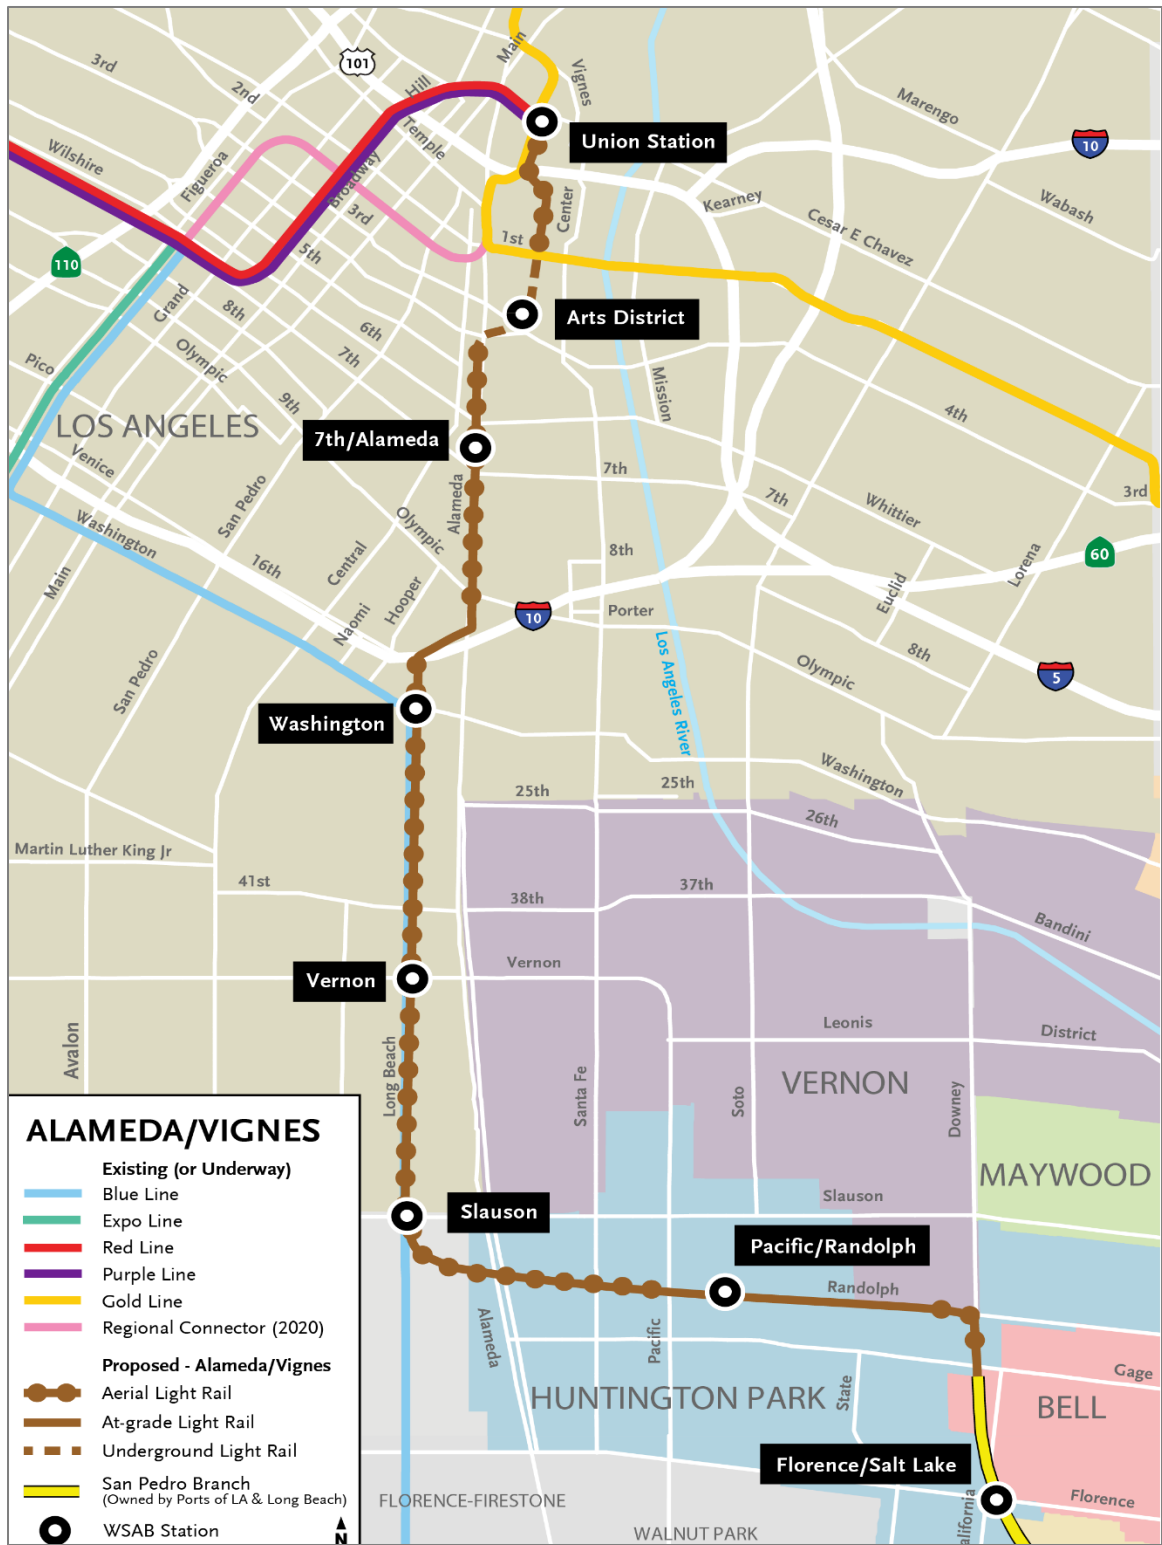 Main
3rd
101
Vignes
2nd
Hill
Marengo
Temple
Union Station
10
Wilshire
Figueroa
Broadway
Center
Kearney
Wabash
3rd
Cesar E Chavez
1st
5th
110
Grand
8th
Arts District
6th
7th
Olympic
Pico
Mission
9th
4th
LOS ANGELES
7th/Alameda
Venice
7th
San Pedro
Alameda
7th
3rd
Whittier
Washington
Olympic
8th
60
16th
Central
Lorena
Main
Hooper
Euclid
Naomi
10
Porter
8th
San Pedro
Los Angeles River
Olympic
5
Washington
Washington
25th
25th
26th
Martin Luther King Jr
41st
37th
38th
Bandini
Vernon
Vernon
Leonis
District
Avalon
Long Beach
Santa Fe
Soto
VERNON
Downey
MAYWOOD
Slauson
Slauson
Pacific/Randolph
Randolph
Alameda
Pacific
State
Gage
HUNTINGTON PARK
BELL
Florence/Salt Lake
FLORENCE-FIRESTONE
Florence
alifornia
WALNUT PARK
ALAMEDA/VIGNES
Existing (or Underway)
Blue Line
Expo Line
Red Line
Purple Line
Gold Line
Regional Connector (2020)
Proposed - Alameda/Vignes
Aerial Light Rail
At-grade Light Rail
Underground Light Rail
San Pedro Branch
(Owned by Ports of LA & Long Beach)
WSAB Station
N